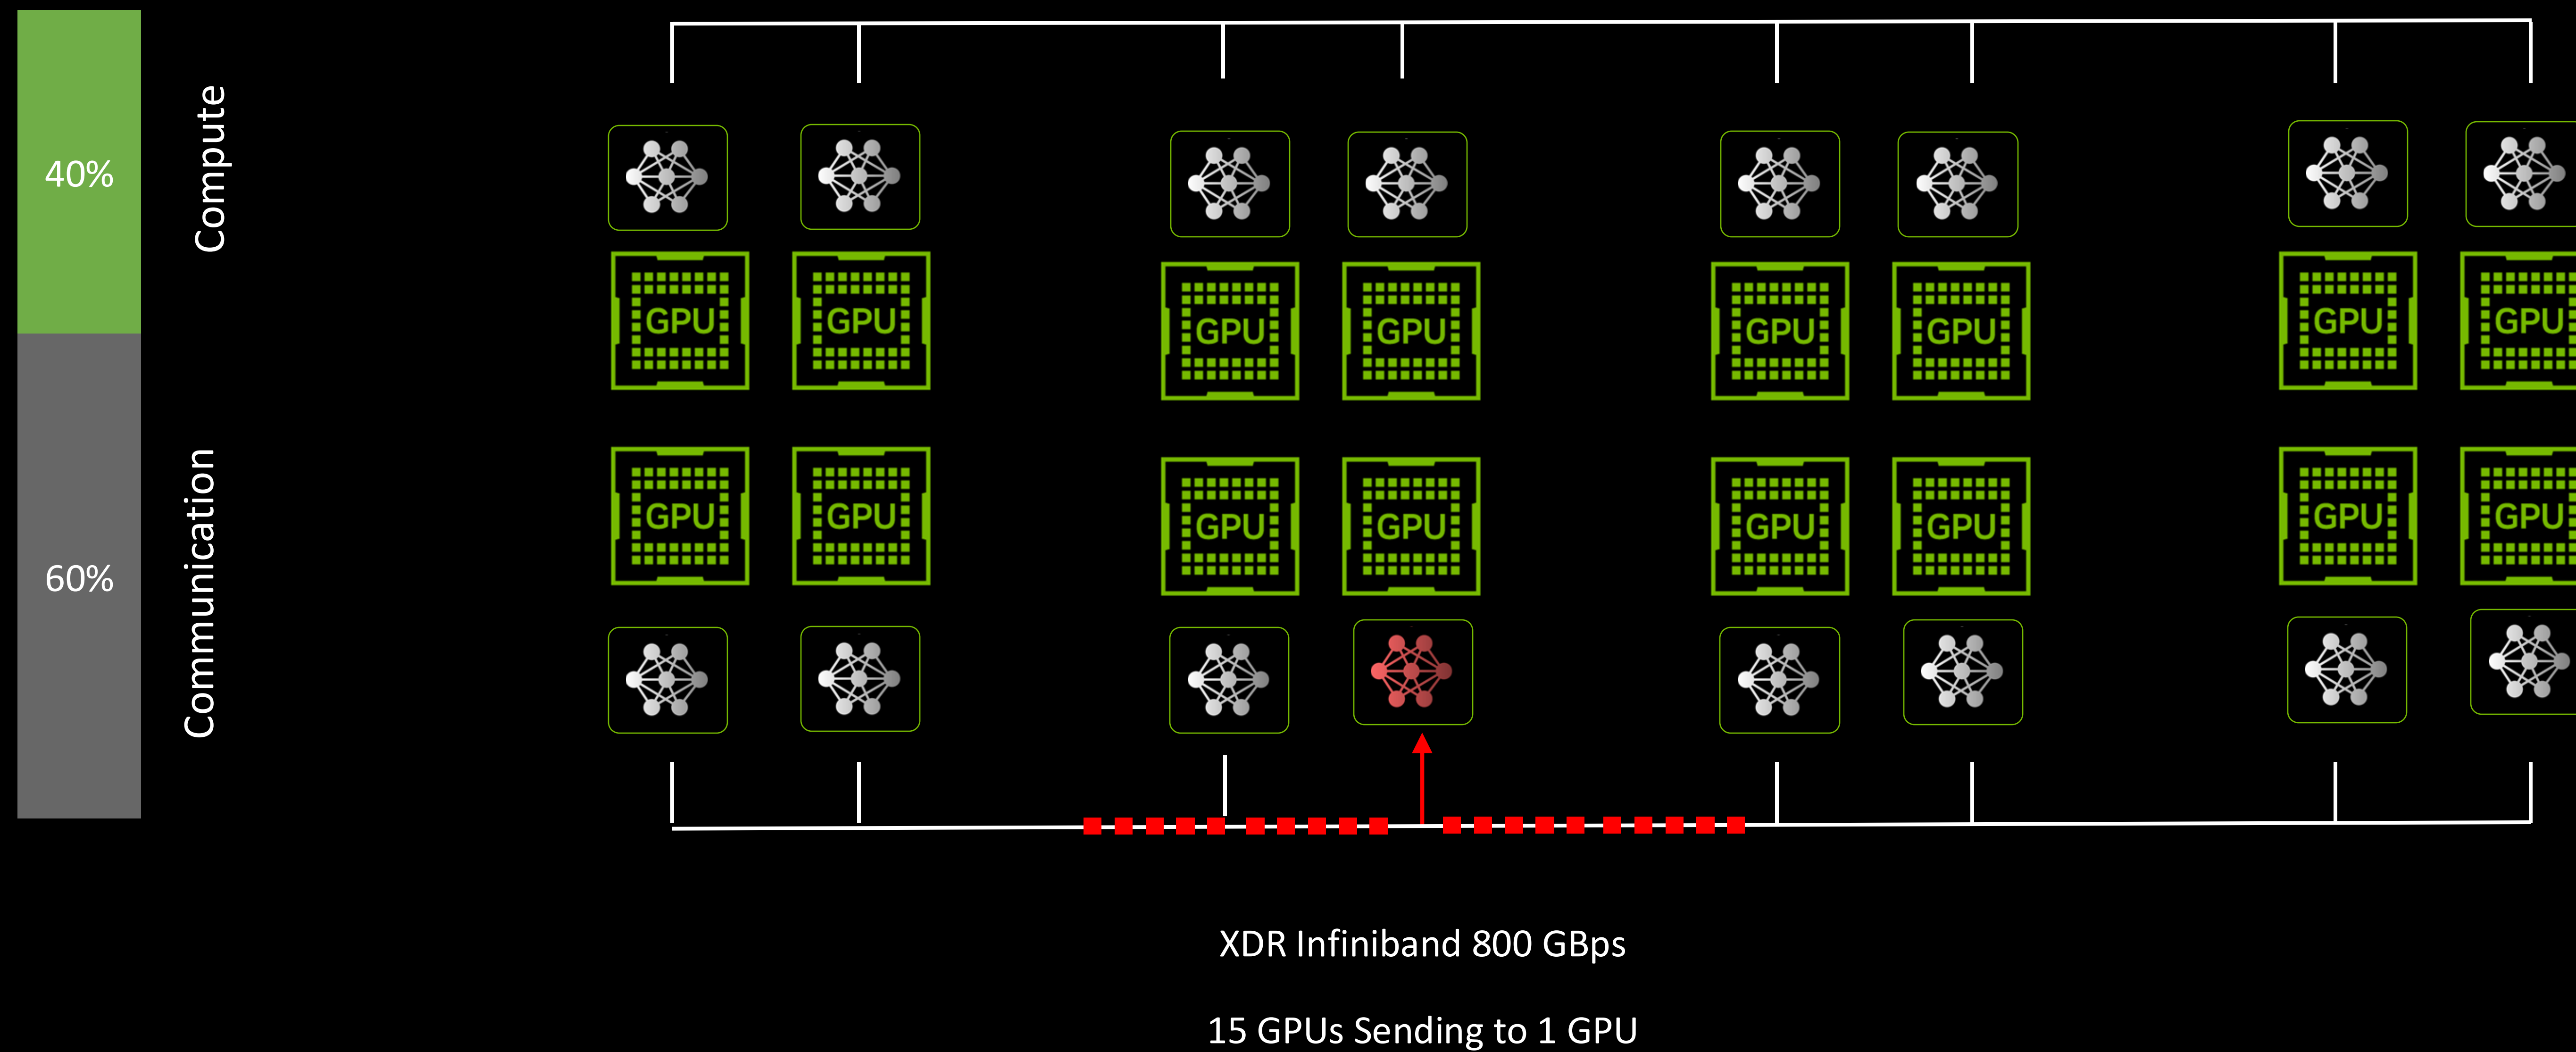 40%
Compute
60%
Communication
GPU GPU GPU GPU GPU GPU GPU GPU
GPU GPU GPU GPU GPU GPU GPU GPU
XDR Infiniband 800 GBps
15 GPUs Sending to 1 GPU